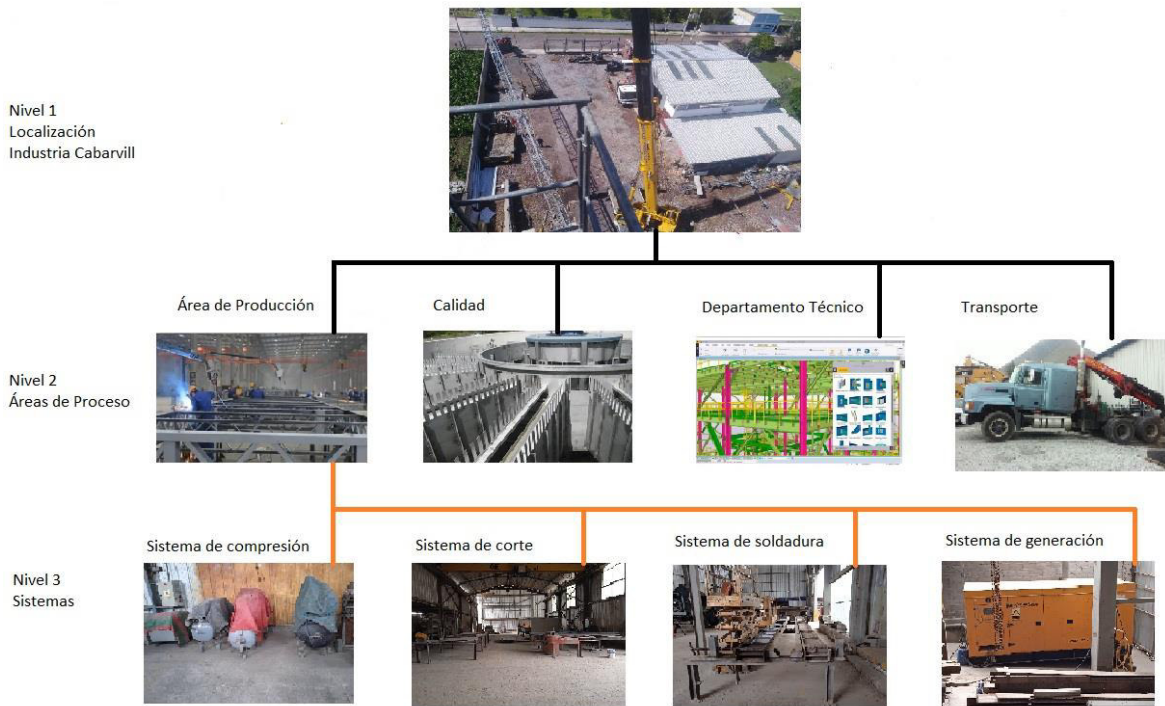 Nivel 1
Localización
Industria Cabarvill
Área de Producción
Calidad
Departamento Técnico
Transporte
Nivel 2
Áreas de Proceso
Sistema de compresión
Sistema de corte
Sistema de soldadura
Sistema de generación
Nivel 3
Sistemas